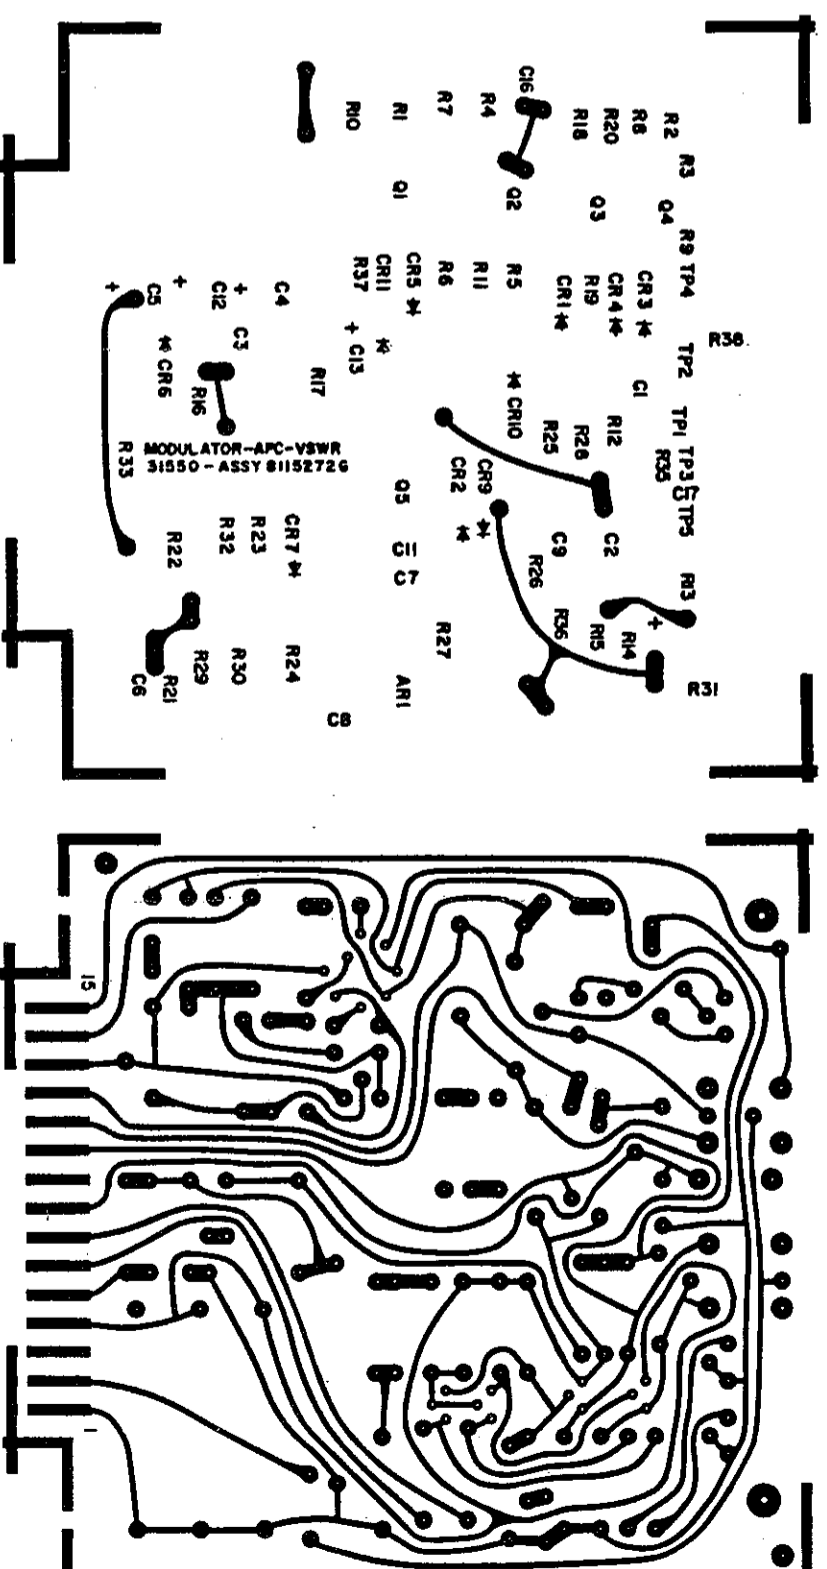 C16
R10
R1
R7
R4
R18
R20
R8
R2
R3
Q1
Q2
Q3
Q4
R9
TP4
R37
CR11
CR5
R6
R11
R5
CR1
R19
CR4
CR3
+
C5
+
C12
+
C4
C3
+
C13
R38
TP2
CR6
R16
R17
CR10
C1
R25
R12
TP1
MODULATOR-APC-VSWR
31550-ASSY 8115272G
R33
CR2
CR9
R35
TP3
Q5
TP5
R22
R32
R23
CR7
C11
C7
C9
C2
R26
R13
R36
R15
R14
+
R27
C6
R21
R29
R30
R24
AR1
R31
C8
15
1